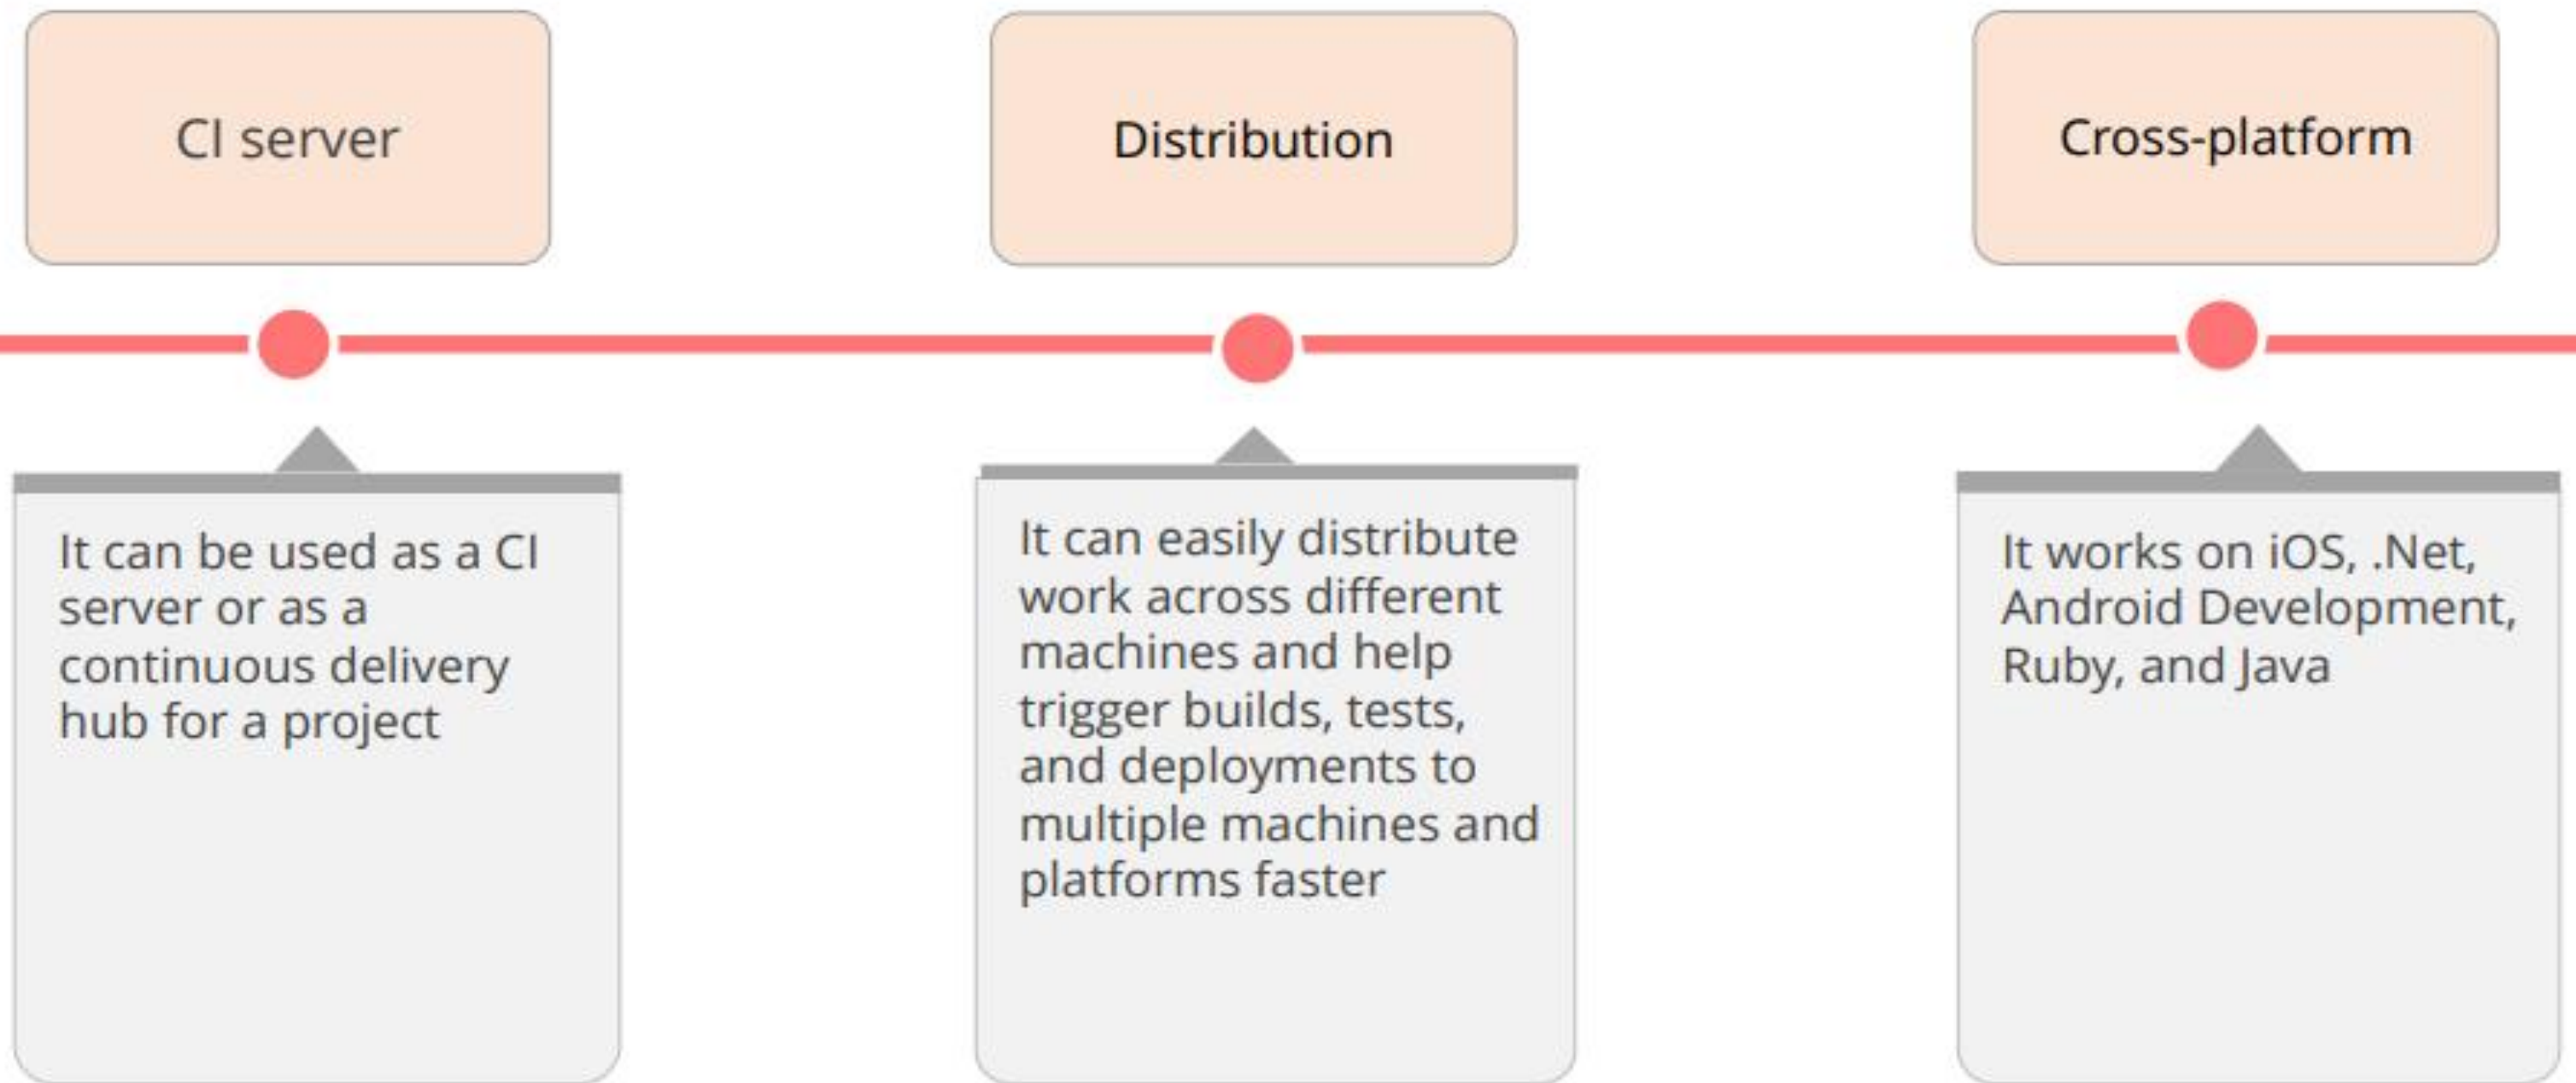 CI server
Distribution
Cross-platform
It can be used as a CI
server or as a
continuous delivery
hub for a project
It can easily distribute
work across different
machines and help
trigger builds, tests,
and deployments to
multiple machines and
platforms faster
It works on iOS, .Net,
Android Development,
Ruby, and Java